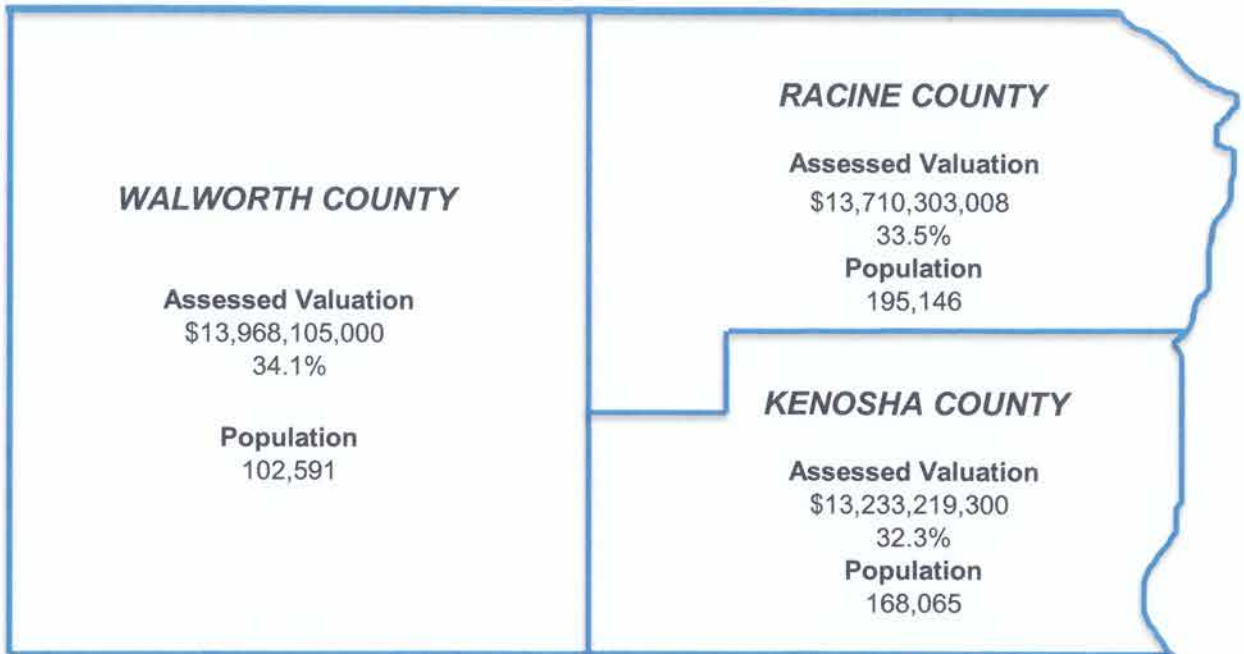 WALWORTH COUNTY
Assessed Valuation
$13,968,105,000
34.1%
Population
102,591
RACINE COUNTY
Assessed Valuation
$13,710,303,008
33.5%
Population
195,146
KENOSHA COUNTY
Assessed Valuation
$13,233,219,300
32.3%
Population
168,065